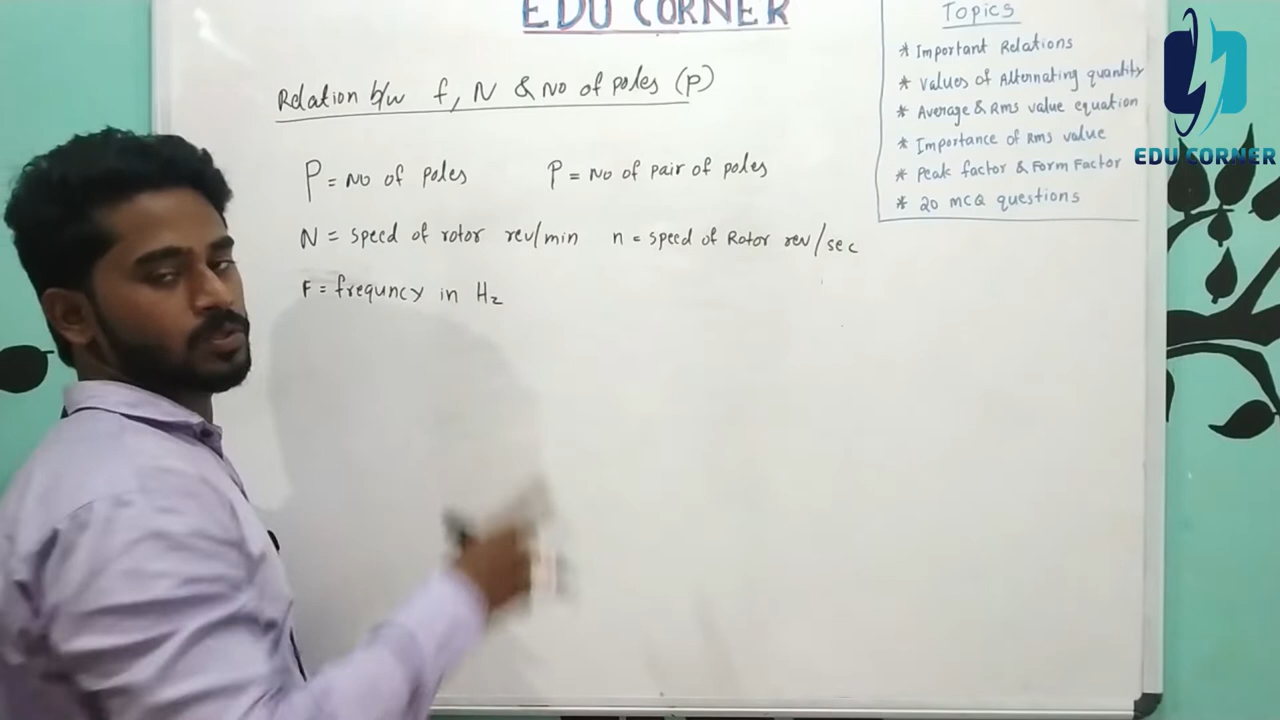 EDU CORNER
Relation b/w f, N & No of poles (P)
P = No of poles P = No of pair of poles
N = speed of rotor rev/min n = speed of Rotor rev/sec
F = frequncy in Hz
Topics
* Important Relations
* Values of Alternating quantity
* Average & Rms value equation
* Importance of Rms value
* Peak factor & Form Factor
* 20 MCQ questions
EDU CORNER